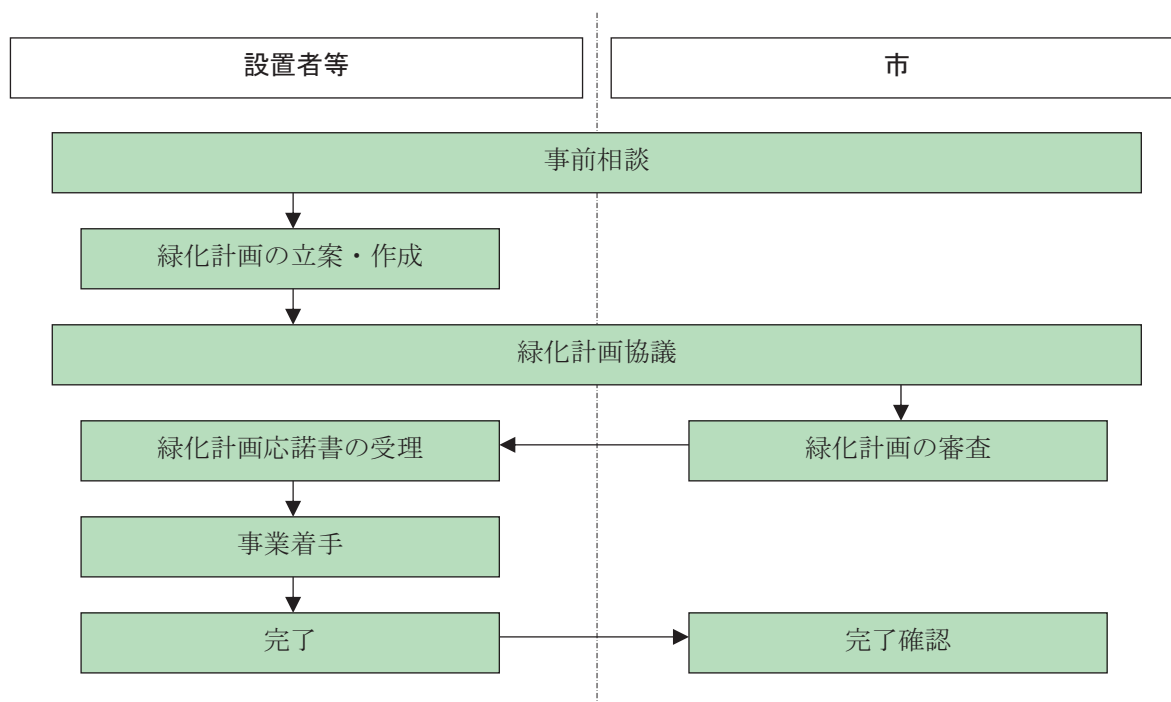 設置者等
市
事前相談
緑化計画の立案・作成
緑化計画協議
緑化計画応諾書の受理
緑化計画の審査
事業着手
完了
完了確認